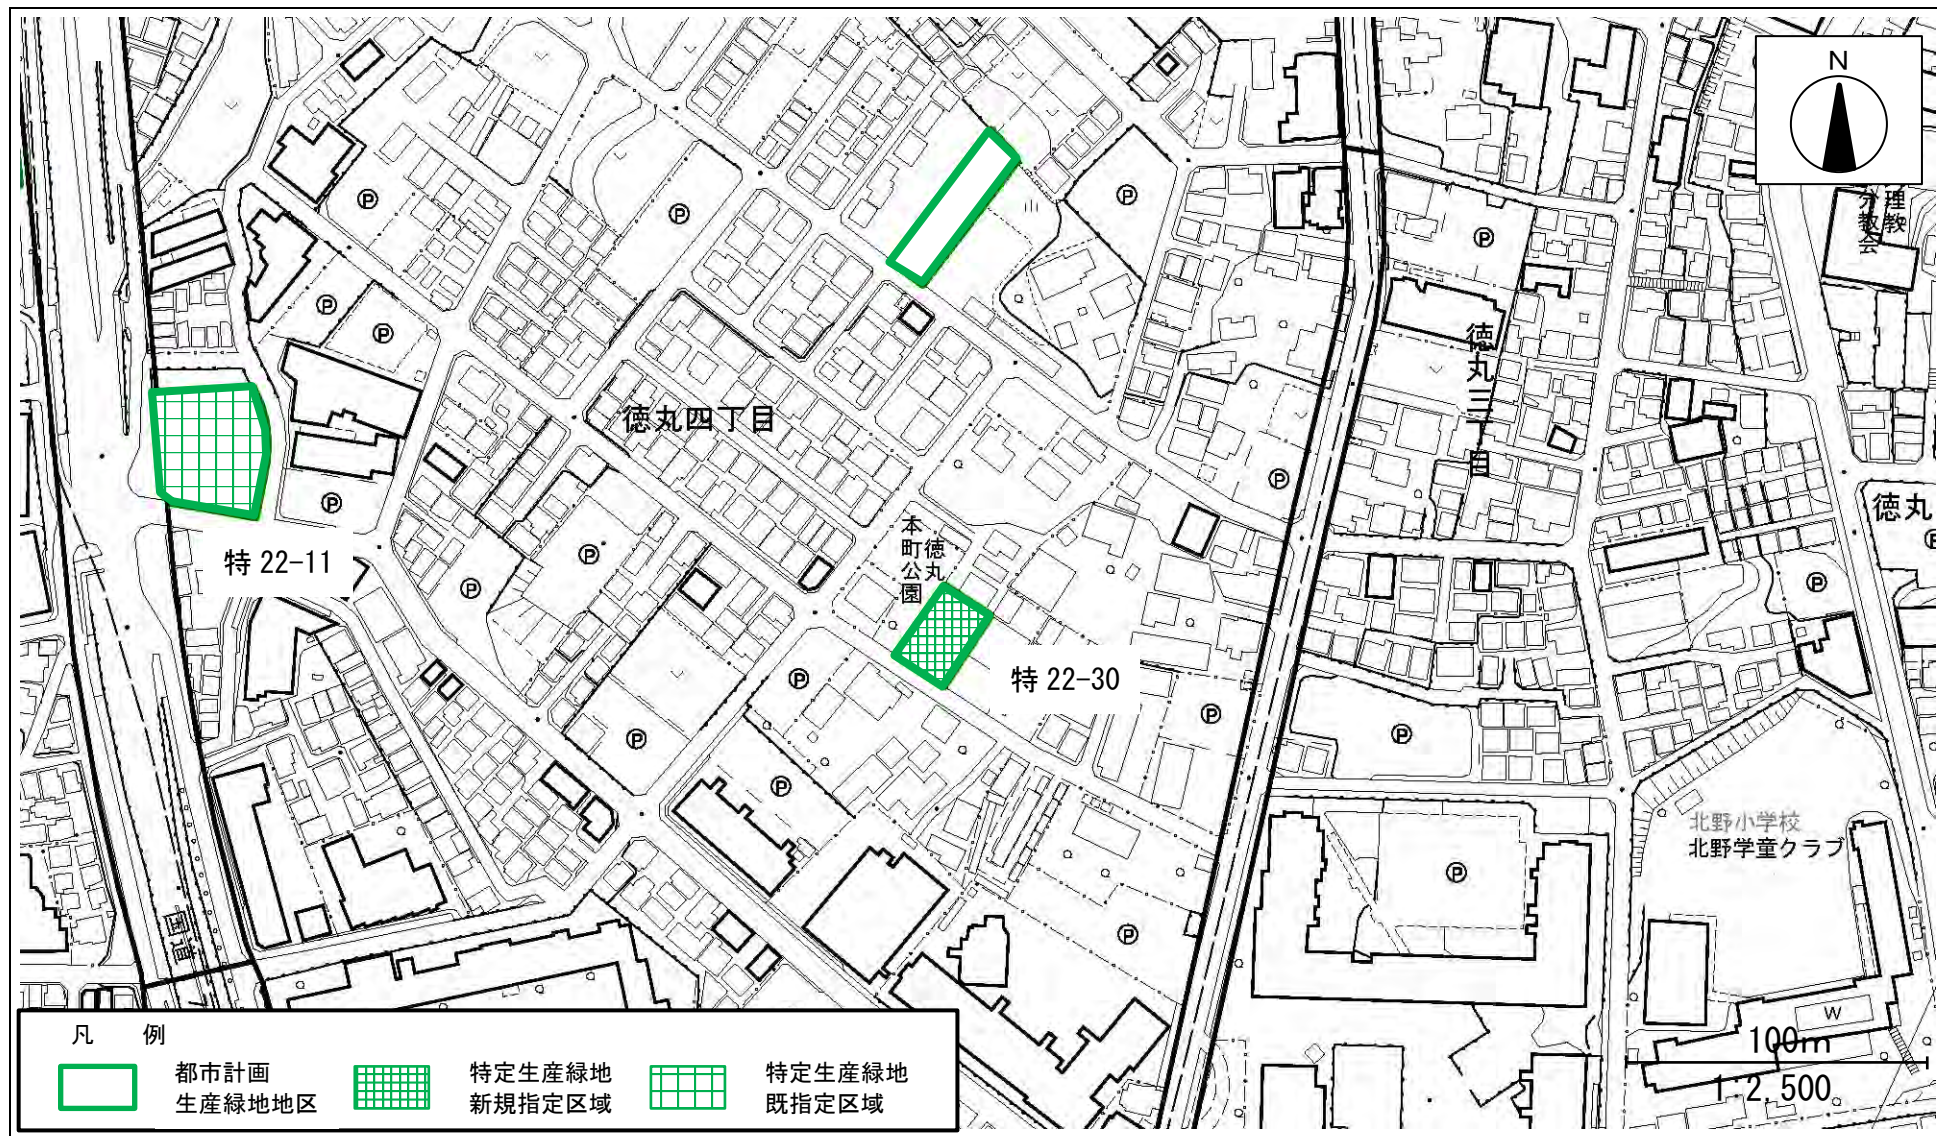 N
理教
分教会
Ⓟ
Ⓟ
Ⓟ
Ⓟ
Ⓟ
Ⓟ
徳丸三丁目
徳丸四丁目
Ⓟ
Ⓟ
徳丸
Ⓟ
特 22-11
徳丸
本町公園
Ⓟ
Ⓟ
Ⓟ
特 22-30
Ⓟ
Ⓟ
Ⓟ
Ⓟ
Ⓟ
北野小学校
北野学童クラブ
Ⓟ
Ⓟ
国道
W
100m
1:2,500
凡 例
都市計画
生産緑地地区
特定生産緑地
新規指定区域
特定生産緑地
既指定区域